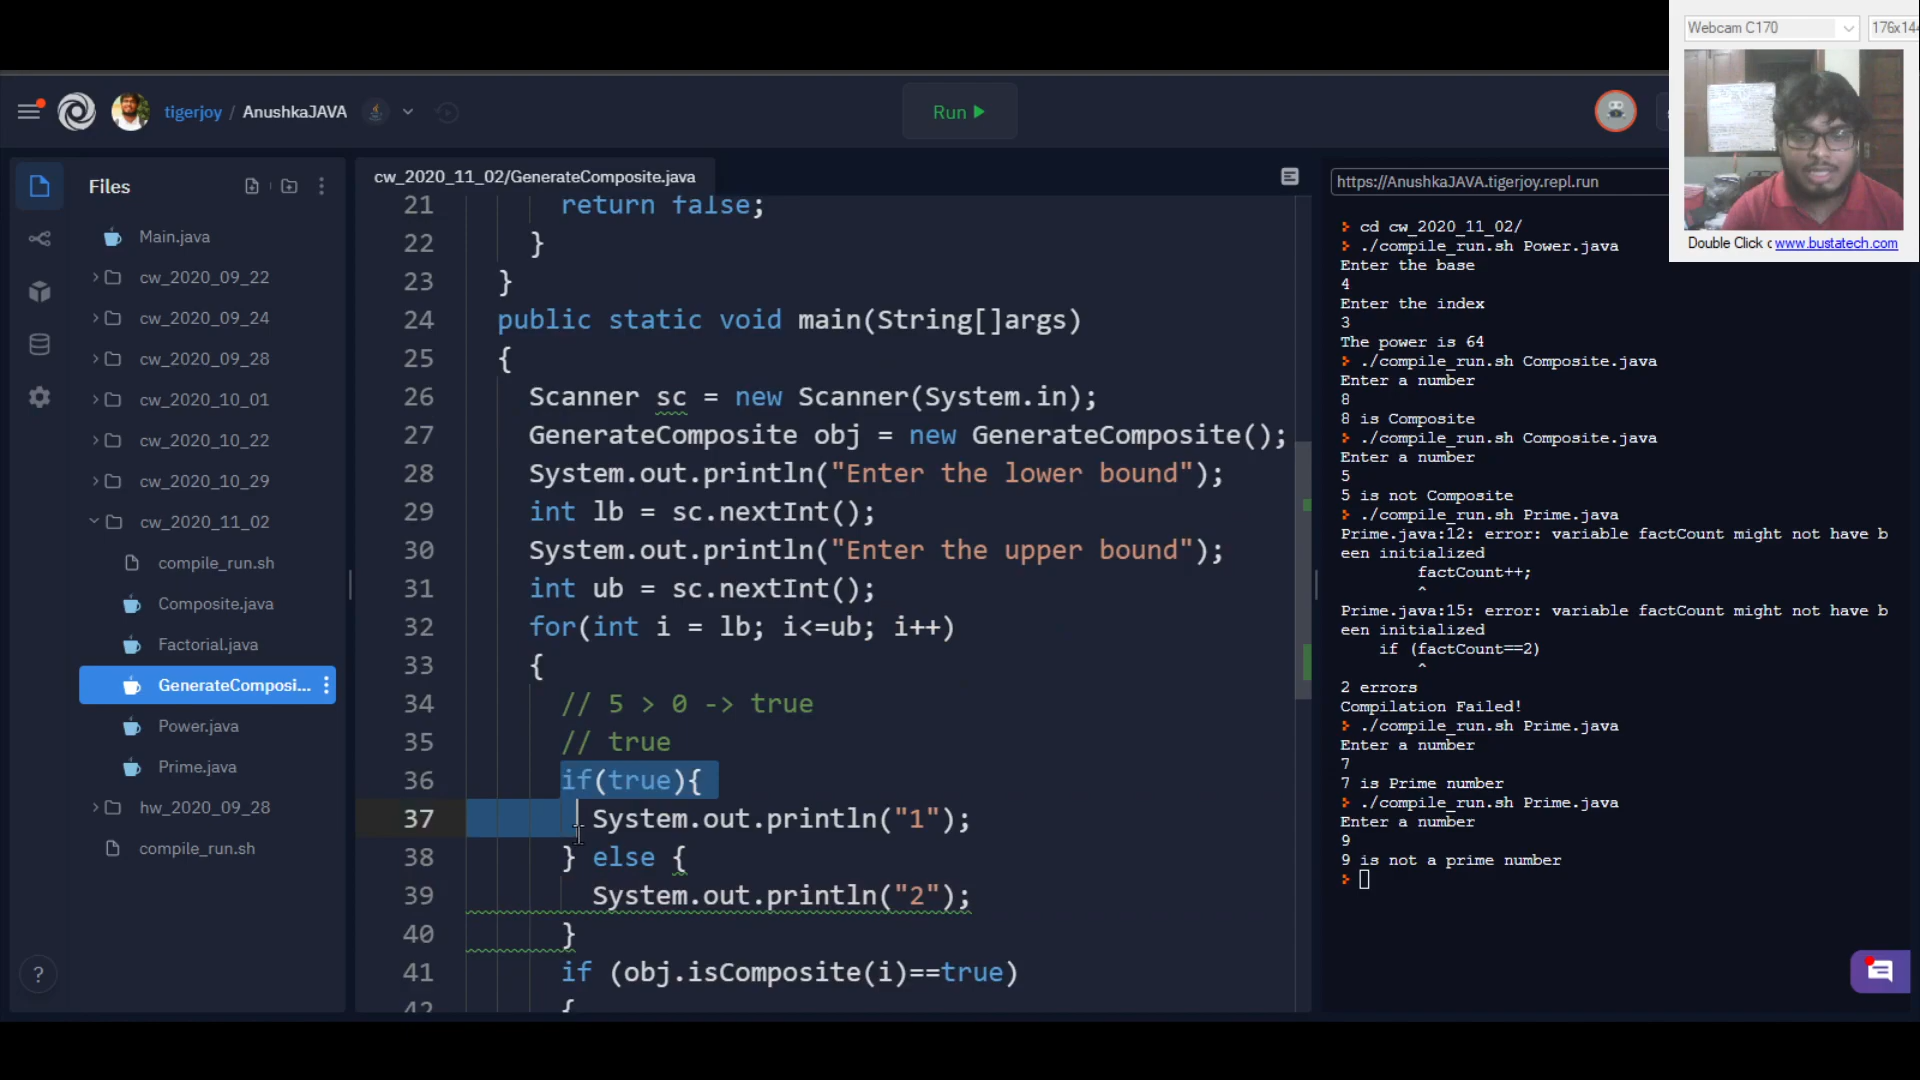 Webcam C170
176x144
Double Click c www.bustatech.com
tigerjoy / AnushkaJAVA
Run
Files
Main.java
cw_2020_09_22
cw_2020_09_24
cw_2020_09_28
cw_2020_10_01
cw_2020_10_22
cw_2020_10_29
cw_2020_11_02
compile_run.sh
Composite.java
Factorial.java
GenerateComposi...
Power.java
Prime.java
hw_2020_09_28
compile_run.sh
?
cw_2020_11_02/GenerateComposite.java
21 return false;
22 }
23 }
24 public static void main(String[]args)
25 {
26 Scanner sc = new Scanner(System.in);
27 GenerateComposite obj = new GenerateComposite();
28 System.out.println("Enter the lower bound");
29 int lb = sc.nextInt();
30 System.out.println("Enter the upper bound");
31 int ub = sc.nextInt();
32 for(int i = lb; i<=ub; i++)
33 {
34 // 5 > 0 -> true
35 // true
36 if(true){
37 System.out.println("1");
38 } else {
39 System.out.println("2");
40 }
41 if (obj.isComposite(i)==true)
42 {
https://AnushkaJAVA.tigerjoy.repl.run
cd cw_2020_11_02/
./compile_run.sh Power.java
Enter the base
4
Enter the index
3
The power is 64
./compile_run.sh Composite.java
Enter a number
8
8 is Composite
./compile_run.sh Composite.java
Enter a number
5
5 is not Composite
./compile_run.sh Prime.java
Prime.java:12: error: variable factCount might not have b
een initialized
factCount++;
^
Prime.java:15: error: variable factCount might not have b
een initialized
if (factCount==2)
^
2 errors
Compilation Failed!
./compile_run.sh Prime.java
Enter a number
7
7 is Prime number
./compile_run.sh Prime.java
Enter a number
9
9 is not a prime number